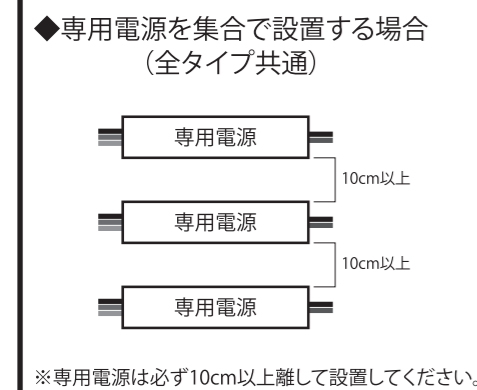 ◆専用電源を集合で設置する場合
（全タイプ共通）
専用電源
10cm以上
専用電源
10cm以上
専用電源
※専用電源は必ず10cm以上離して設置してください。